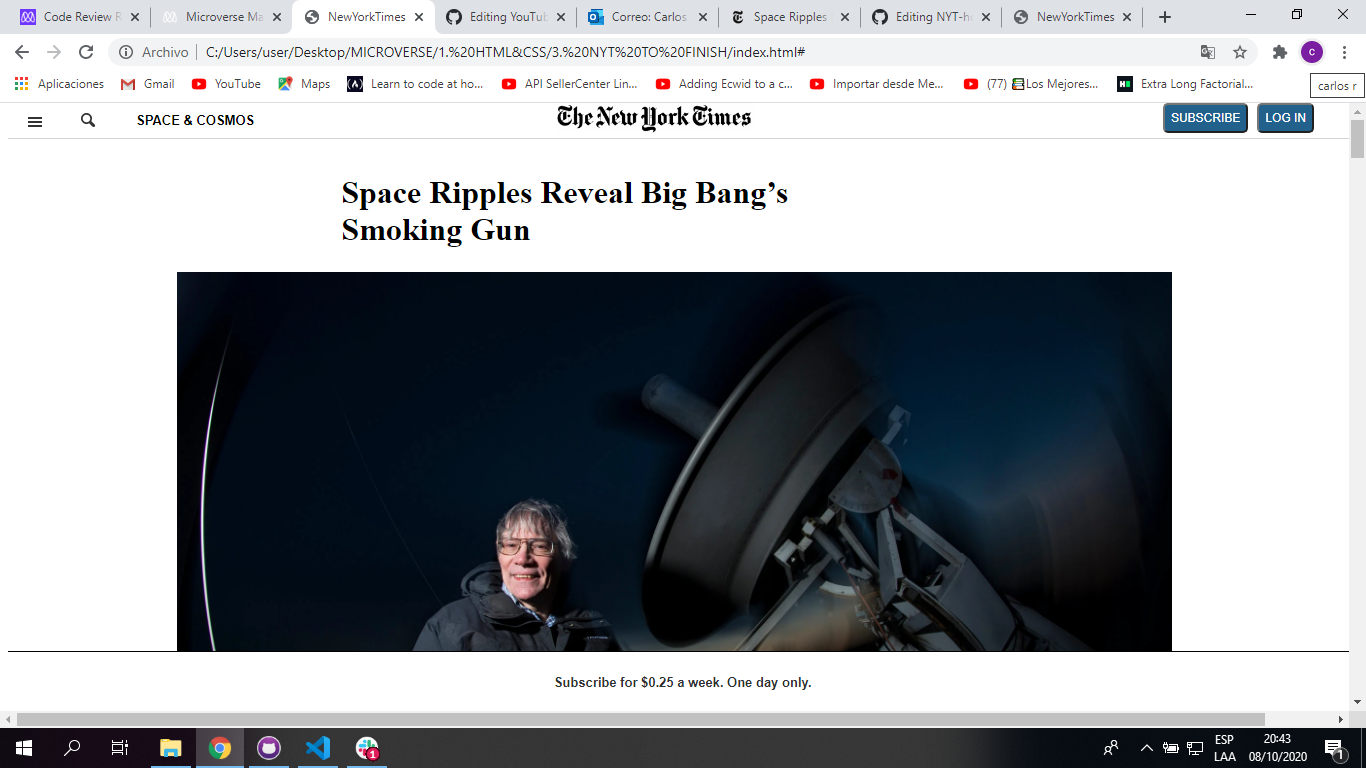 Code Review R
Microverse Ma
NewYorkTimes
Editing YouTub
Correo: Carlos
Space Ripples
Editing NYT-ho
NewYorkTimes
Archivo
C:/Users/user/Desktop/MICROVERSE/1.%20HTML&CSS/3.%20NYT%20TO%20FINISH/index.html#
c
Aplicaciones
Gmail
YouTube
Maps
Learn to code at ho...
API SellerCenter Lin...
Adding Ecwid to a c...
Importar desde Me...
(77) Los Mejores...
Extra Long Factorial...
carlos r
SPACE & COSMOS
The New York Times
SUBSCRIBE
LOG IN
Space Ripples Reveal Big Bang’s
Smoking Gun
Subscribe for $0.25 a week. One day only.
1
ESP
LAA
20:43
08/10/2020
1